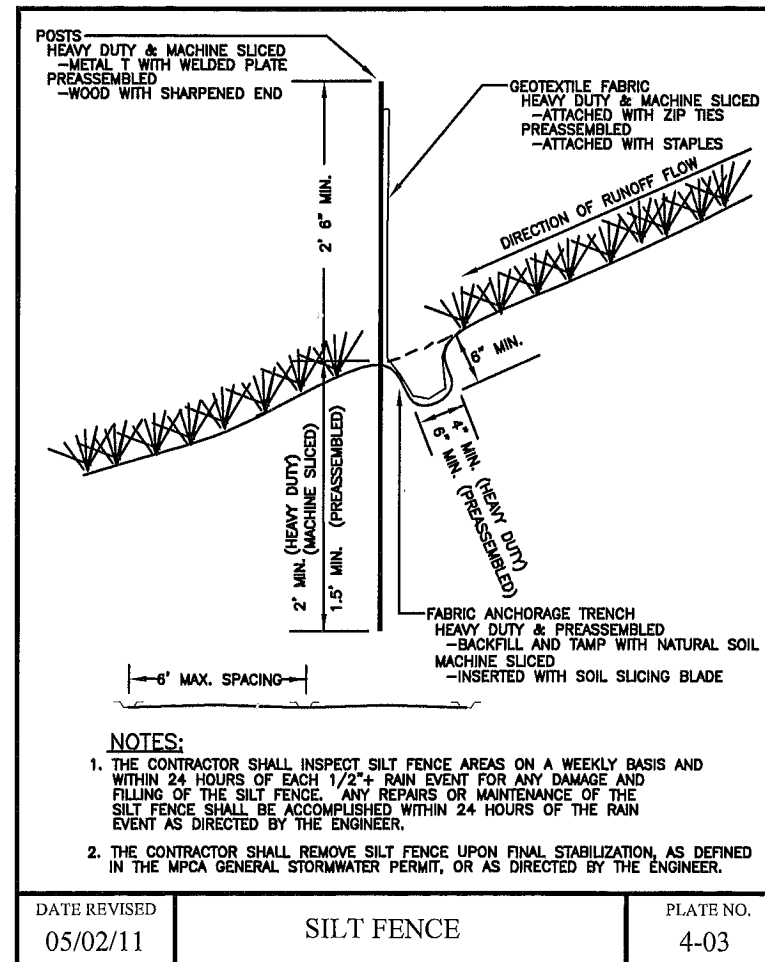 POSTS
HEAVY DUTY & MACHINE SLICED
-METAL T WITH WELDED PLATE
PREASSEMBLED
-WOOD WITH SHARPENED END
GEOTEXTILE FABRIC
HEAVY DUTY & MACHINE SLICED
-ATTACHED WITH ZIP TIES
PREASSEMBLED
-ATTACHED WITH STAPLES
DIRECTION OF RUNOFF FLOW
2' 6" MIN.
6" MIN.
4" MIN. (HEAVY DUTY)
6" MIN. (PREASSEMBLED)
2' MIN. (HEAVY DUTY)
(MACHINE SLICED)
1.5' MIN. (PREASSEMBLED)
FABRIC ANCHORAGE TRENCH
HEAVY DUTY & PREASSEMBLED
-BACKFILL AND TAMP WITH NATURAL SOIL
MACHINE SLICED
-INSERTED WITH SOIL SLICING BLADE
6' MAX. SPACING
NOTES:
1. THE CONTRACTOR SHALL INSPECT SILT FENCE AREAS ON A WEEKLY BASIS AND
WITHIN 24 HOURS OF EACH 1/2"+ RAIN EVENT FOR ANY DAMAGE AND
FILLING OF THE SILT FENCE. ANY REPAIRS OR MAINTENANCE OF THE
SILT FENCE SHALL BE ACCOMPLISHED WITHIN 24 HOURS OF THE RAIN
EVENT AS DIRECTED BY THE ENGINEER.
2. THE CONTRACTOR SHALL REMOVE SILT FENCE UPON FINAL STABILIZATION, AS DEFINED
IN THE MPCA GENERAL STORMWATER PERMIT, OR AS DIRECTED BY THE ENGINEER.
DATE REVISED
05/02/11
SILT FENCE
PLATE NO.
4-03